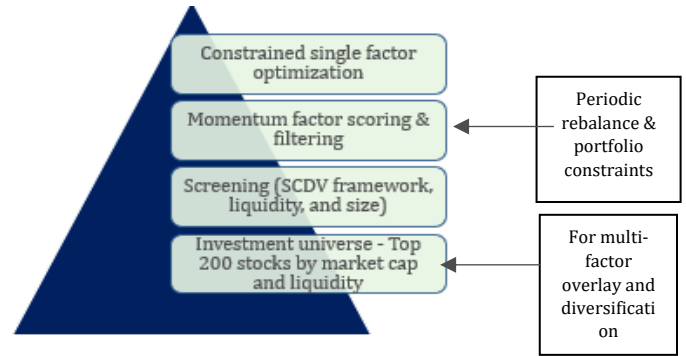 Constrained single factor
optimization
Momentum factor scoring &
filtering
Screening (SCDV framework,
liquidity, and size)
Investment universe - Top
200 stocks by market cap
and liquidity
Periodic
rebalance &
portfolio
constraints
For multi-
factor
overlay and
diversificati
on